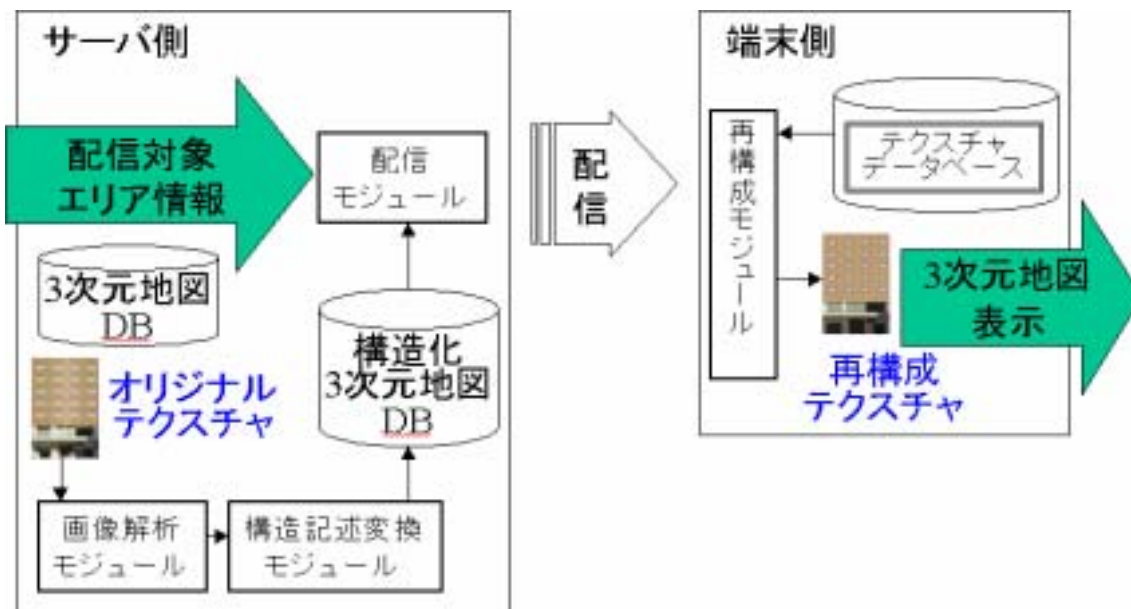 サーバ側
配信対象
エリア情報
配信
モジュール
3次元地図
DB
オリジナル
テクスチャ
構造化
3次元地図
DB
画像解析
モジュール
構造記述変換
モジュール
配信
端末側
再構成モジュール
テクスチャ
データベース
再構成
テクスチャ
3次元地図
表示